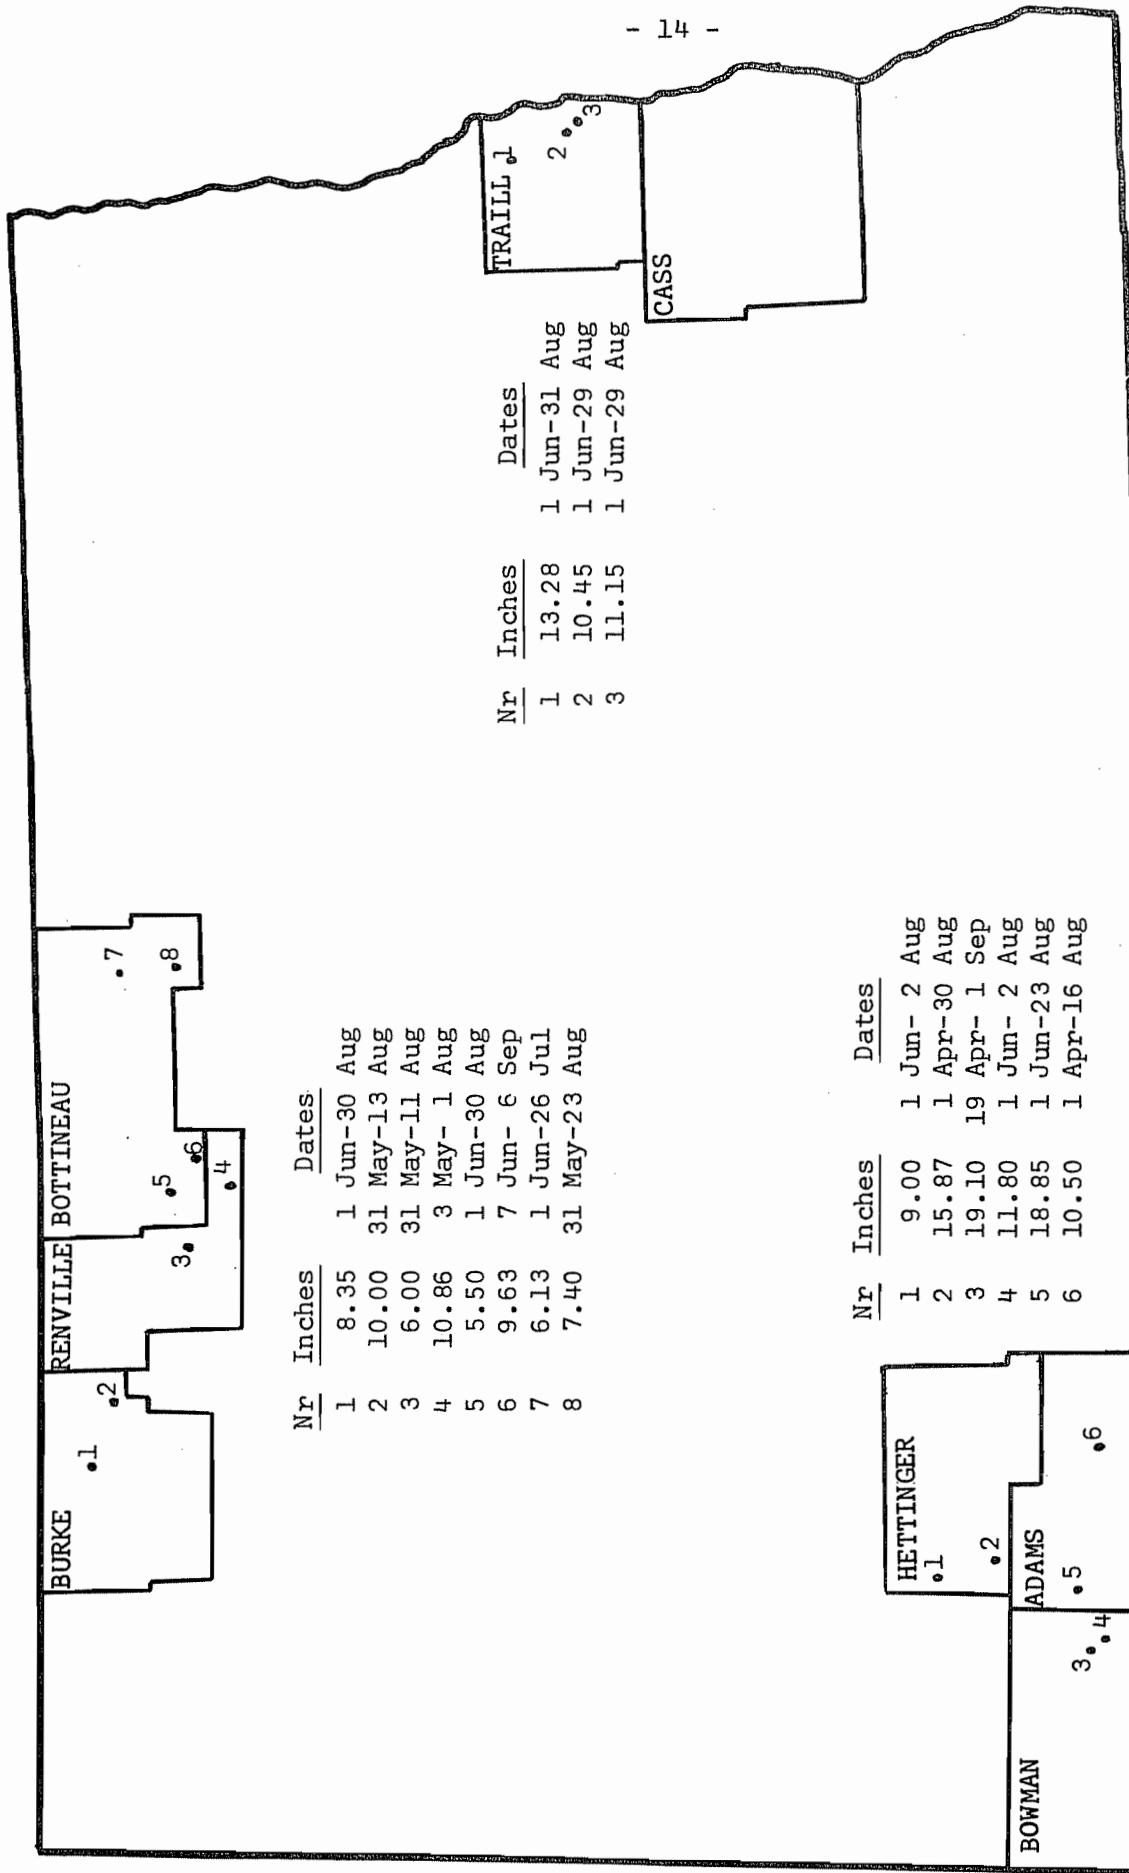 - 14 -
BURKE
RENVILLE
BOTTINEAU
1
2
3
4
5
6
7
8
Nr Inches Dates
1 8.35 1 Jun-30 Aug
2 10.00 31 May-13 Aug
3 6.00 31 May-11 Aug
4 10.86 3 May- 1 Aug
5 5.50 1 Jun-30 Aug
6 9.63 7 Jun- 6 Sep
7 6.13 1 Jun-26 Jul
8 7.40 31 May-23 Aug
TRAILL
1
2
3
CASS
Nr Inches Dates
1 13.28 1 Jun-31 Aug
2 10.45 1 Jun-29 Aug
3 11.15 1 Jun-29 Aug
HETTINGER
1
2
ADAMS
5
6
BOWMAN
3
4
Nr Inches Dates
1 9.00 1 Jun- 2 Aug
2 15.87 1 Apr-30 Aug
3 19.10 19 Apr- 1 Sep
4 11.80 1 Jun- 2 Aug
5 18.85 1 Jun-23 Aug
6 10.50 1 Apr-16 Aug